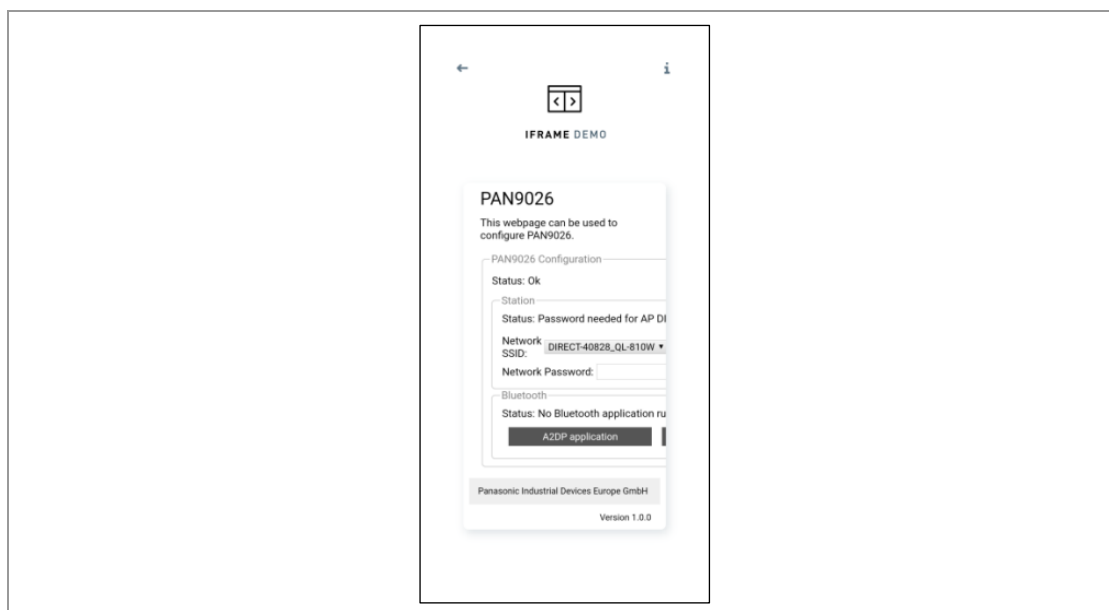 IFRAME DEMO
PAN9026
This webpage can be used to
configure PAN9026.
PAN9026 Configuration
Status: Ok
Station
Status: Password needed for AP DI
Network
SSID: DIRECT-40828_QL-810W
Network Password:
Bluetooth
Status: No Bluetooth application ru
A2DP application
Panasonic Industrial Devices Europe GmbH
Version 1.0.0